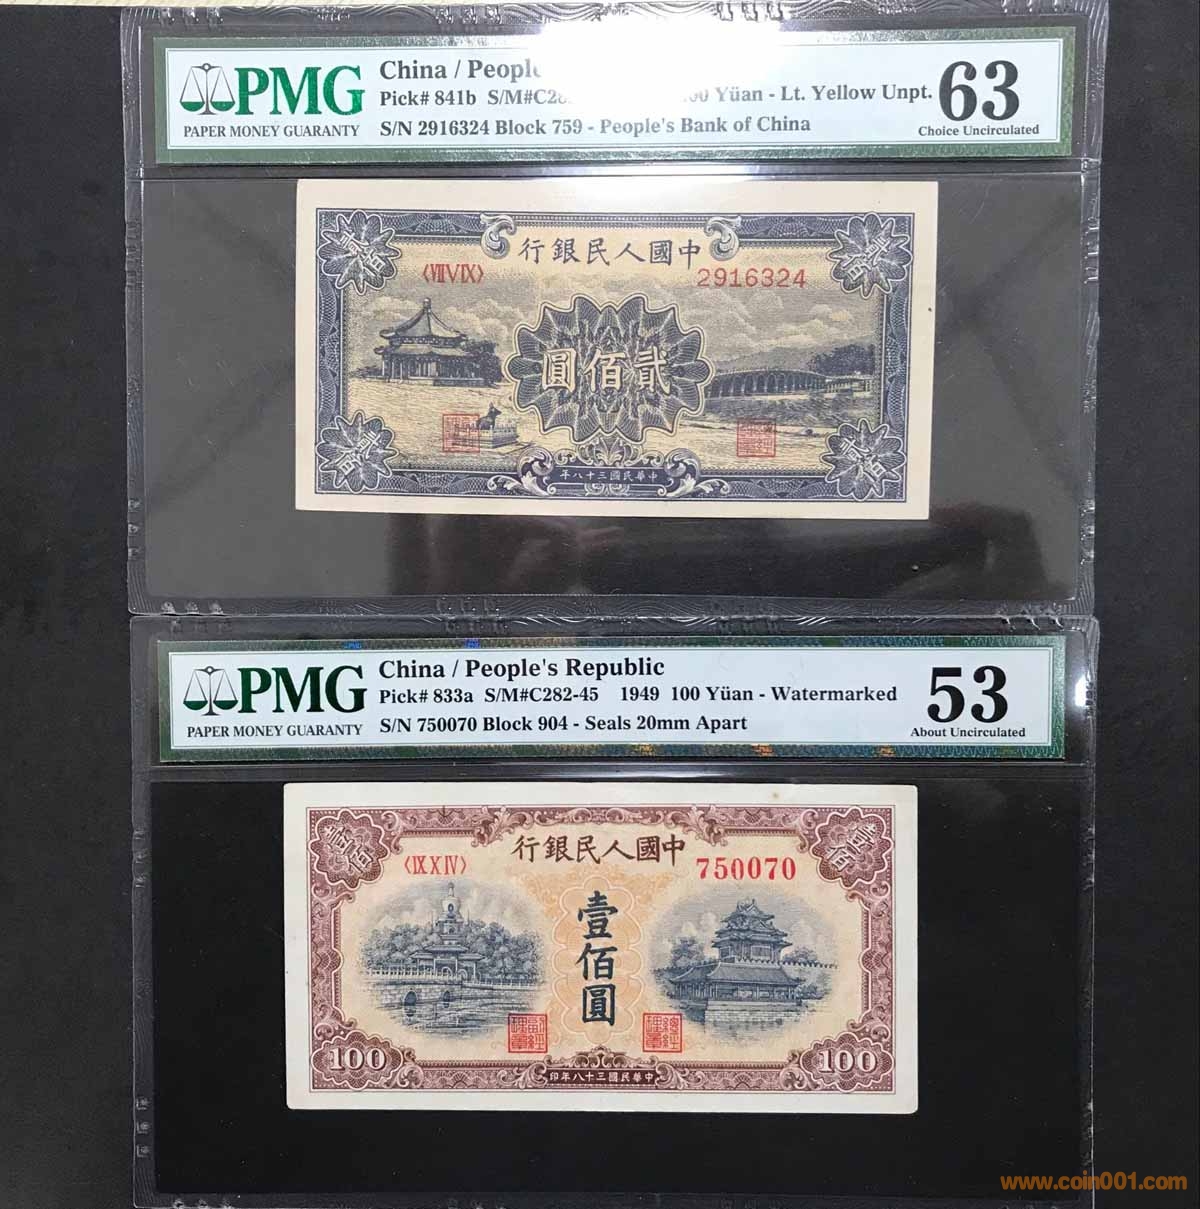 PMG
PAPER MONEY GUARANTY
China / People
Pick# 841b S/M#C28 00 Yüan - Lt. Yellow Unpt.
S/N 2916324 Block 759 - People's Bank of China
63
Choice Uncirculated
行銀民人國中
〈VIIVIX〉
2916324
圓佰貳
年八十三國民華中
PMG
PAPER MONEY GUARANTY
China / People's Republic
Pick# 833a S/M#C282-45 1949 100 Yüan - Watermarked
S/N 750070 Block 904 - Seals 20mm Apart
53
About Uncirculated
壹佰
壹佰
行銀民人國中
〈IXXIV〉
750070
壹佰圓
100
印年八十三國民華中
100
www.coin001.com